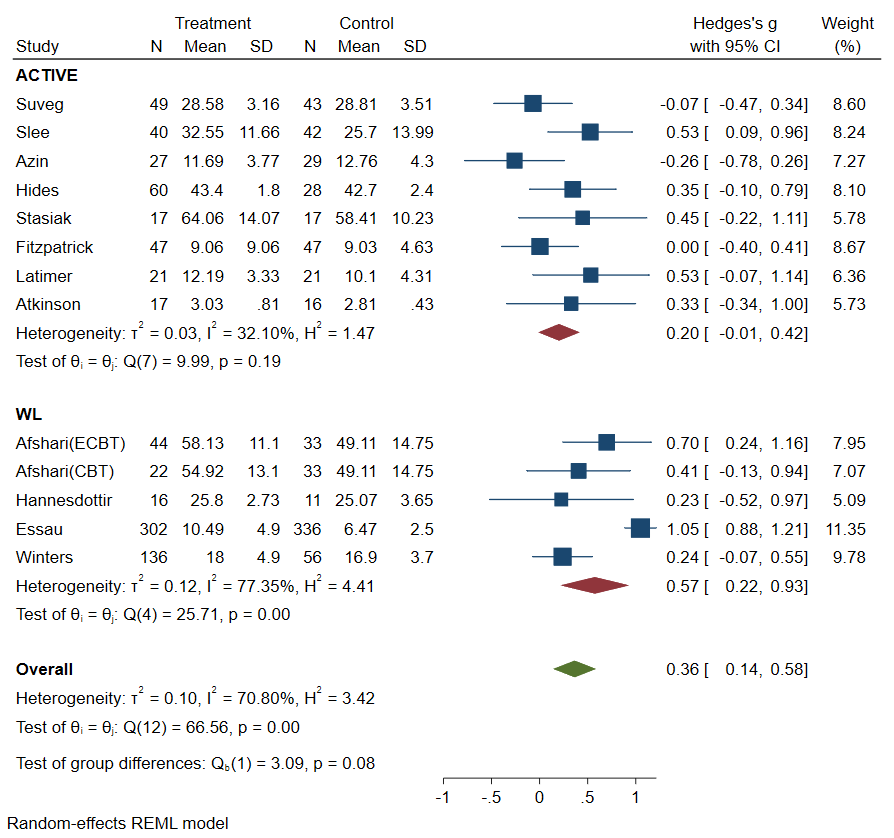 Treatment Control Hedges's g Weight
Study N Mean SD N Mean SD with 95% CI (%)
ACTIVE
Suveg 49 28.58 3.16 43 28.81 3.51 -0.07 [ -0.47, 0.34] 8.60
Slee 40 32.55 11.66 42 25.7 13.99 0.53 [ 0.09, 0.96] 8.24
Azin 27 11.69 3.77 29 12.76 4.3 -0.26 [ -0.78, 0.26] 7.27
Hides 60 43.4 1.8 28 42.7 2.4 0.35 [ -0.10, 0.79] 8.10
Stasiak 17 64.06 14.07 17 58.41 10.23 0.45 [ -0.22, 1.11] 5.78
Fitzpatrick 47 9.06 9.06 47 9.03 4.63 0.00 [ -0.40, 0.41] 8.67
Latimer 21 12.19 3.33 21 10.1 4.31 0.53 [ -0.07, 1.14] 6.36
Atkinson 17 3.03 .81 16 2.81 .43 0.33 [ -0.34, 1.00] 5.73
Heterogeneity: τ² = 0.03, I² = 32.10%, H² = 1.47 0.20 [ -0.01, 0.42]
Test of θᵢ = θⱼ: Q(7) = 9.99, p = 0.19
WL
Afshari(ECBT) 44 58.13 11.1 33 49.11 14.75 0.70 [ 0.24, 1.16] 7.95
Afshari(CBT) 22 54.92 13.1 33 49.11 14.75 0.41 [ -0.13, 0.94] 7.07
Hannesdottir 16 25.8 2.73 11 25.07 3.65 0.23 [ -0.52, 0.97] 5.09
Essau 302 10.49 4.9 336 6.47 2.5 1.05 [ 0.88, 1.21] 11.35
Winters 136 18 4.9 56 16.9 3.7 0.24 [ -0.07, 0.55] 9.78
Heterogeneity: τ² = 0.12, I² = 77.35%, H² = 4.41 0.57 [ 0.22, 0.93]
Test of θᵢ = θⱼ: Q(4) = 25.71, p = 0.00
Overall 0.36 [ 0.14, 0.58]
Heterogeneity: τ² = 0.10, I² = 70.80%, H² = 3.42
Test of θᵢ = θⱼ: Q(12) = 66.56, p = 0.00
Test of group differences: Q_b(1) = 3.09, p = 0.08
-1 -.5 0 .5 1
Random-effects REML model